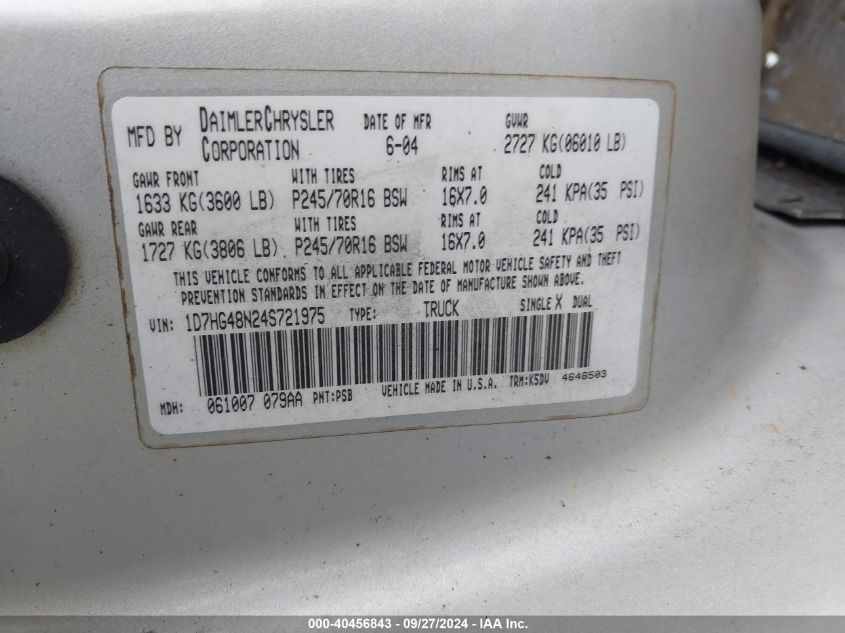 MFD BY DAIMLERCHRYSLER CORPORATION DATE OF MFR 6-04 GVWR 2727 KG(06010 LB)
GAWR FRONT WITH TIRES RIMS AT COLD
1633 KG(3600 LB) P245/70R16 BSW 16X7.0 241 KPA(35 PSI)
GAWR REAR WITH TIRES RIMS AT COLD
1727 KG(3806 LB) P245/70R16 BSW 16X7.0 241 KPA(35 PSI)
THIS VEHICLE CONFORMS TO ALL APPLICABLE FEDERAL MOTOR VEHICLE SAFETY AND THEFT
PREVENTION STANDARDS IN EFFECT ON THE DATE OF MANUFACTURE SHOWN ABOVE.
VIN: 1D7HG48N24S721975 TYPE: TRUCK SINGLE X DUAL
MDH: 061007 079AA PNT:PSB VEHICLE MADE IN U.S.A. TRM:K5DV 4648503
000-40456843 - 09/27/2024 - IAA Inc.